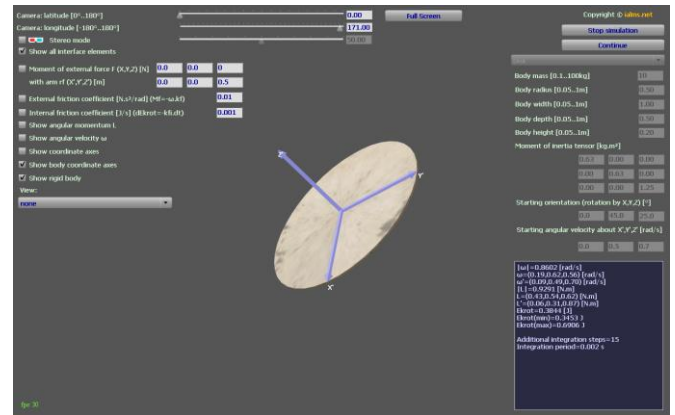 Camera: latitude [0°..180°] 0.00
Camera: longitude [-180°..180°] 171.00
Stereo mode 50.00
Show all interface elements
Moment of external force f (X,Y,Z) [N] 0.0 0.0 0
with arm rf (X',Y',Z') [m] 0.0 0.0 0.5
External friction coefficient [N.s²/rad] (Mf=-ω.kf) 0.01
Internal friction coefficient [J/s] (dEkrot=-kfi.dt) 0.001
Show angular momentum L
Show angular velocity ω
Show coordinate axes
Show body coordinate axes
Show rigid body
View:
none
Full Screen
Copyright © ialms.net
Stop simulation
Continue
Body mass [0.1..100kg] 10
Body radius [0.05..1m] 0.50
Body width [0.05..1m] 1.00
Body depth [0.05..1m] 0.50
Body height [0.05..1m] 0.20
Moment of inertia tensor [kg.m²]
0.63 0.00 0.00
0.00 0.63 0.00
0.00 0.00 1.25
Starting orientation (rotation by X,Y,Z) [°]
0.0 45.0 25.0
Starting angular velocity about X',Y',Z' [rad/s]
0.0 0.5 0.7
|ω|=0.8602 [rad/s]
ω=(0.19,0.62,0.56) [rad/s]
ω'=(0.09,0.49,0.70) [rad/s]
|L|=0.9291 [N.m]
L=(0.43,0.54,0.62) [N.m]
L'=(0.06,0.31,0.87) [N.m]
Ekrot=0.3844 [J]
Ekrot(min)=0.3453 J
Ekrot(max)=0.6906 J
Additional integration steps=15
Integration period=0.002 s
Z'
Y'
X'
fps 30